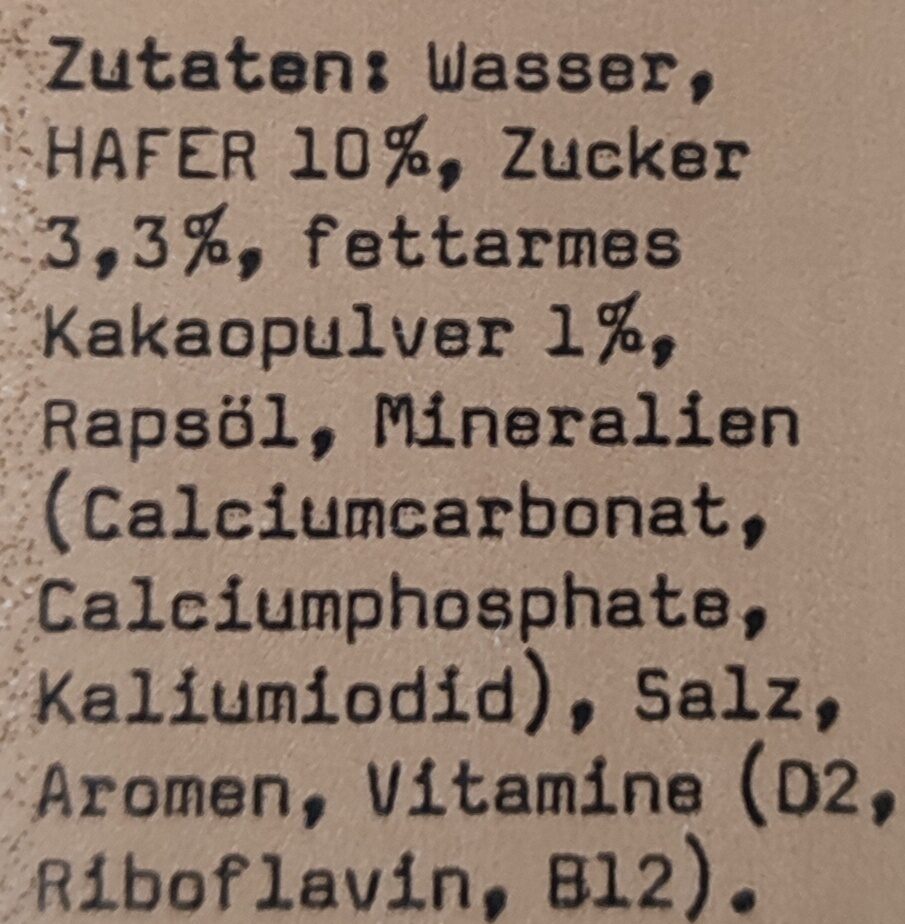 Zutaten: Wasser,
HAFER 10%, Zucker
3,3%, fettarmes
Kakaopulver 1%,
Rapsöl, Mineralien
(Calciumcarbonat,
Calciumphosphate,
Kaliumiodid), Salz,
Aromen, Vitamine (D2,
Riboflavin, B12).